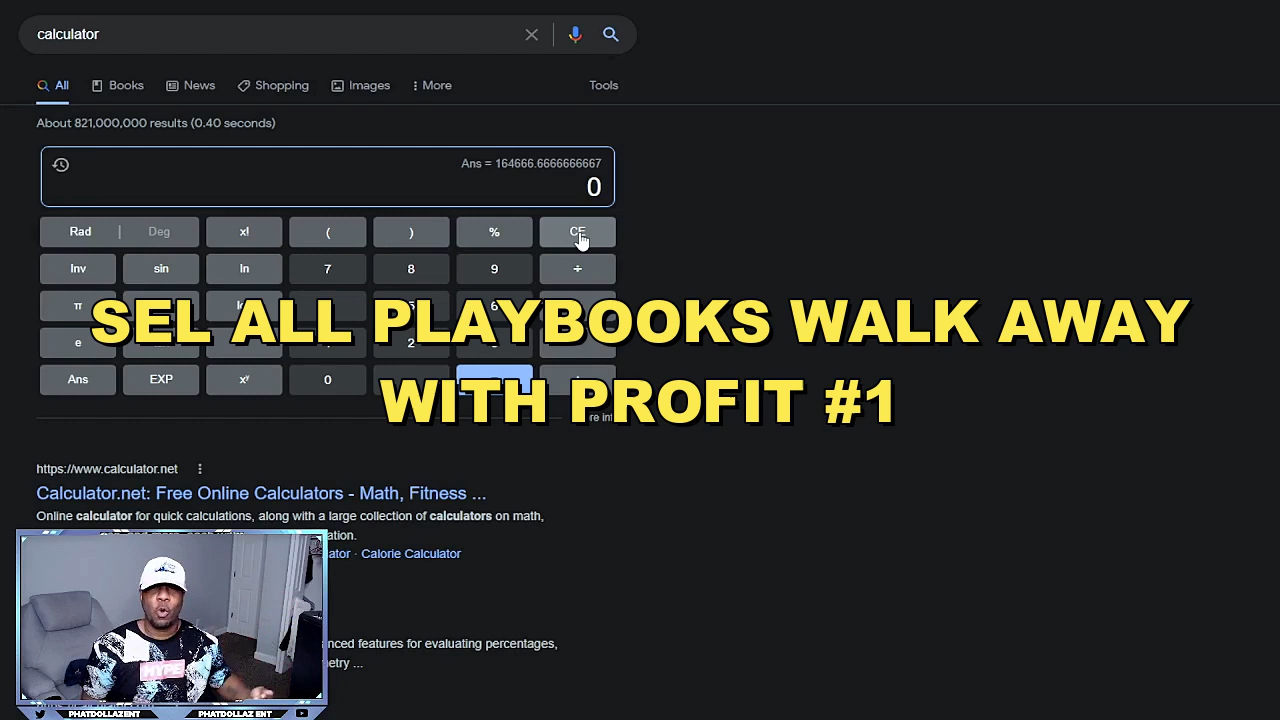 calculator
All
Books
News
Shopping
Images
More
Tools
About 821,000,000 results (0.40 seconds)
Ans = 164666.6666666667
0
Rad | Deg x! ( ) % CE
Inv sin ln 7 8 9 ÷
π
SEL ALL PLAYBOOKS WALK AWAY
e 2
Ans EXP xʸ 0
WITH PROFIT #1
https://www.calculator.net
Calculator.net: Free Online Calculators - Math, Fitness ...
Online calculator for quick calculations, along with a large collection of calculators on math,
Calorie Calculator
features for evaluating percentages,
HYPE
PHATDOLLAZENT PHATDOLLAZ ENT